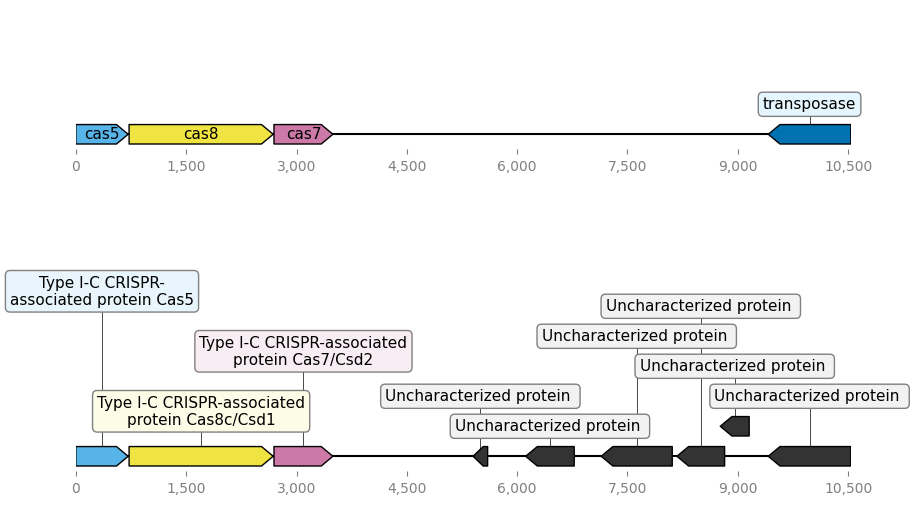 transposase
cas5 cas8 cas7
0 1,500 3,000 4,500 6,000 7,500 9,000 10,500
Type I-C CRISPR-
associated protein Cas5
Uncharacterized protein
Uncharacterized protein
Type I-C CRISPR-associated
protein Cas7/Csd2
Uncharacterized protein
Type I-C CRISPR-associated
protein Cas8c/Csd1
Uncharacterized protein
Uncharacterized protein
Uncharacterized protein
0 1,500 3,000 4,500 6,000 7,500 9,000 10,500